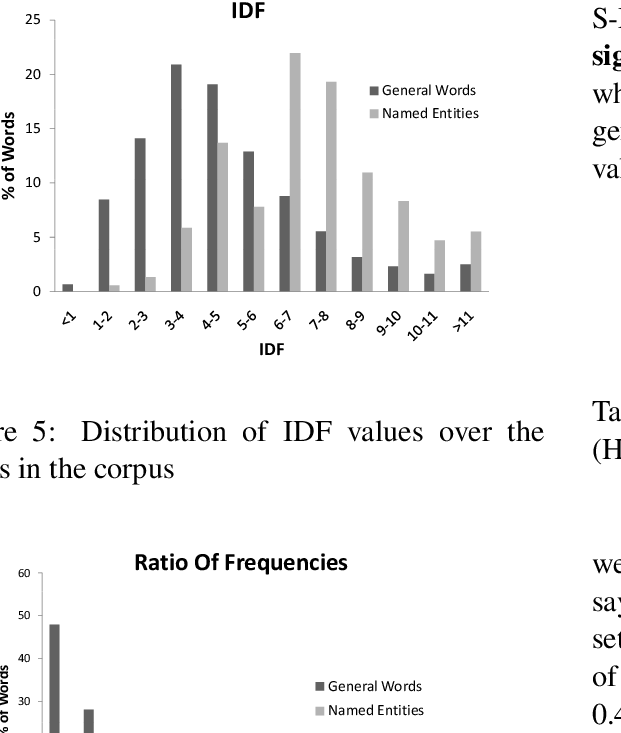 IDF
25
20
15
10
5
0
% of Words
General Words
Named Entities
<1 1-2 2-3 3-4 4-5 5-6 6-7 7-8 8-9 9-10 10-11 >11
IDF
re 5: Distribution of IDF values over the
s in the corpus
Ratio Of Frequencies
60
50
40
30
% of Words
General Words
Named Entities
S-
sig
wh
ge
val
Ta
(H
we
say
set
of
0.4